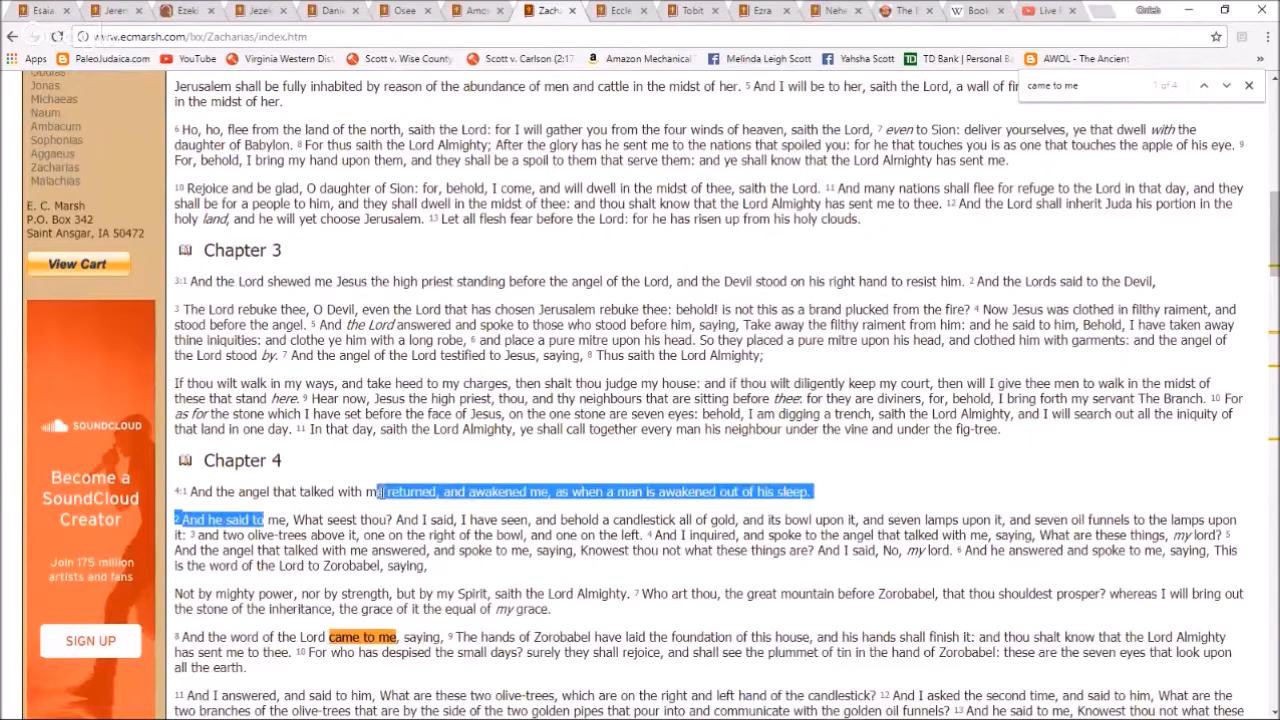 Esaia
Jerem
Ezeki
Jezek
Danie
Osee
Amos
Zacha
Eccle
Tobit
Ezra
Nehe
The B
Book
Live
www.ecmarsh.com/lxx/Zacharias/index.htm
Apps PaleoJudaica.com YouTube Virginia Western Dist Scott v. Wise County Scott v. Carlson (2:17 Amazon Mechanical Melinda Leigh Scott Yahsha Scott TD Bank | Personal B AWOL - The Ancient »
came to me 1 of 4
Obdias
Jonas
Michaeas
Naum
Ambacum
Sophonias
Aggaeus
Zacharias
Malachias
E. C. Marsh
P.O. Box 342
Saint Ansgar, IA 50472
View Cart
SOUNDCLOUD
Become a
SoundCloud
Creator
Join 175 million
artists and fans
SIGN UP
Jerusalem shall be fully inhabited by reason of the abundance of men and cattle in the midst of her. 5 And I will be to her, saith the Lord, a wall of fi
in the midst of her.
6 Ho, ho, flee from the land of the north, saith the Lord: for I will gather you from the four winds of heaven, saith the Lord, 7 even to Sion: deliver yourselves, ye that dwell with the
daughter of Babylon. 8 For thus saith the Lord Almighty; After the glory has he sent me to the nations that spoiled you: for he that touches you is as one that touches the apple of his eye. 9
For, behold, I bring my hand upon them, and they shall be a spoil to them that serve them: and ye shall know that the Lord Almighty has sent me.
10 Rejoice and be glad, O daughter of Sion: for, behold, I come, and will dwell in the midst of thee, saith the Lord. 11 And many nations shall flee for refuge to the Lord in that day, and they
shall be for a people to him, and they shall dwell in the midst of thee: and thou shalt know that the Lord Almighty has sent me to thee. 12 And the Lord shall inherit Juda his portion in the
holy land, and he will yet choose Jerusalem. 13 Let all flesh fear before the Lord: for he has risen up from his holy clouds.
Chapter 3
3:1 And the Lord shewed me Jesus the high priest standing before the angel of the Lord, and the Devil stood on his right hand to resist him. 2 And the Lords said to the Devil,
3 The Lord rebuke thee, O Devil, even the Lord that has chosen Jerusalem rebuke thee: behold! is not this as a brand plucked from the fire? 4 Now Jesus was clothed in filthy raiment, and
stood before the angel. 5 And the Lord answered and spoke to those who stood before him, saying, Take away the filthy raiment from him: and he said to him, Behold, I have taken away
thine iniquities: and clothe ye him with a long robe, 6 and place a pure mitre upon his head. So they placed a pure mitre upon his head, and clothed him with garments: and the angel of
the Lord stood by. 7 And the angel of the Lord testified to Jesus, saying, 8 Thus saith the Lord Almighty;
If thou wilt walk in my ways, and take heed to my charges, then shalt thou judge my house: and if thou wilt diligently keep my court, then will I give thee men to walk in the midst of
these that stand here. 9 Hear now, Jesus the high priest, thou, and thy neighbours that are sitting before thee: for they are diviners, for, behold, I bring forth my servant The Branch. 10 For
as for the stone which I have set before the face of Jesus, on the one stone are seven eyes: behold, I am digging a trench, saith the Lord Almighty, and I will search out all the iniquity of
that land in one day. 11 In that day, saith the Lord Almighty, ye shall call together every man his neighbour under the vine and under the fig-tree.
Chapter 4
4:1 And the angel that talked with me returned, and awakened me, as when a man is awakened out of his sleep.
2 And he said to me, What seest thou? And I said, I have seen, and behold a candlestick all of gold, and its bowl upon it, and seven lamps upon it, and seven oil funnels to the lamps upon
it: 3 and two olive-trees above it, one on the right of the bowl, and one on the left. 4 And I inquired, and spoke to the angel that talked with me, saying, What are these things, my lord? 5
And the angel that talked with me answered, and spoke to me, saying, Knowest thou not what these things are? And I said, No, my lord. 6 And he answered and spoke to me, saying, This
is the word of the Lord to Zorobabel, saying,
Not by mighty power, nor by strength, but by my Spirit, saith the Lord Almighty. 7 Who art thou, the great mountain before Zorobabel, that thou shouldest prosper? whereas I will bring out
the stone of the inheritance, the grace of it the equal of my grace.
8 And the word of the Lord came to me, saying, 9 The hands of Zorobabel have laid the foundation of this house, and his hands shall finish it: and thou shalt know that the Lord Almighty
has sent me to thee. 10 For who has despised the small days? surely they shall rejoice, and shall see the plummet of tin in the hand of Zorobabel: these are the seven eyes that look upon
all the earth.
11 And I answered, and said to him, What are these two olive-trees, which are on the right and left hand of the candlestick? 12 And I asked the second time, and said to him, What are the
two branches of the olive-trees that are by the side of the two golden pipes that pour into and communicate with the golden oil funnels? 13 And he said to me, Knowest thou not what these